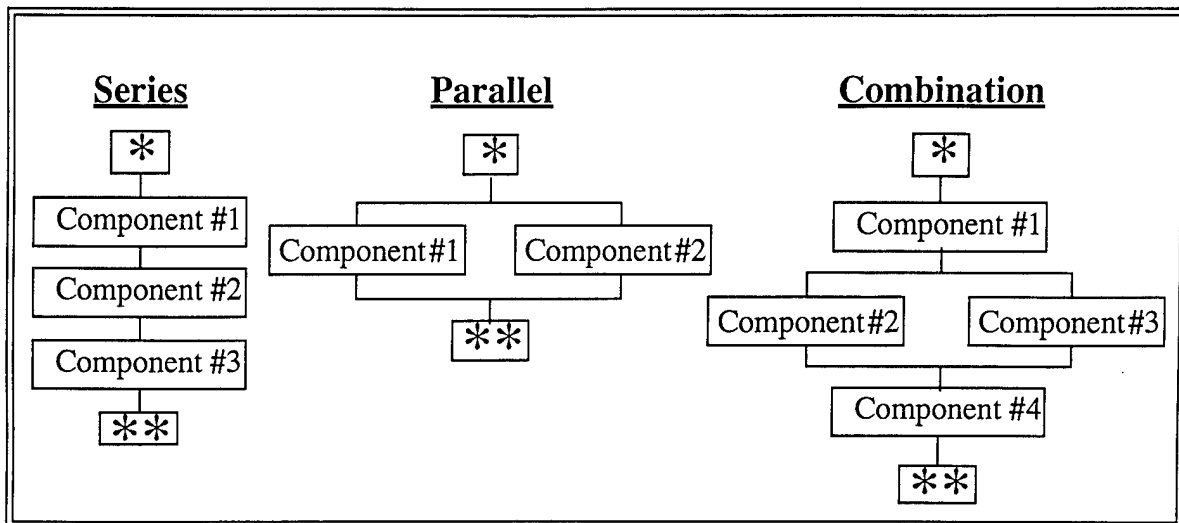 Series
*
Component #1
Component #2
Component #3
**
Parallel
*
Component #1
Component #2
**
Combination
*
Component #1
Component #2
Component #3
Component #4
**